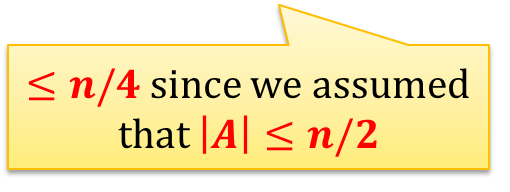 ≤ n/4 since we assumed
that |A| ≤ n/2